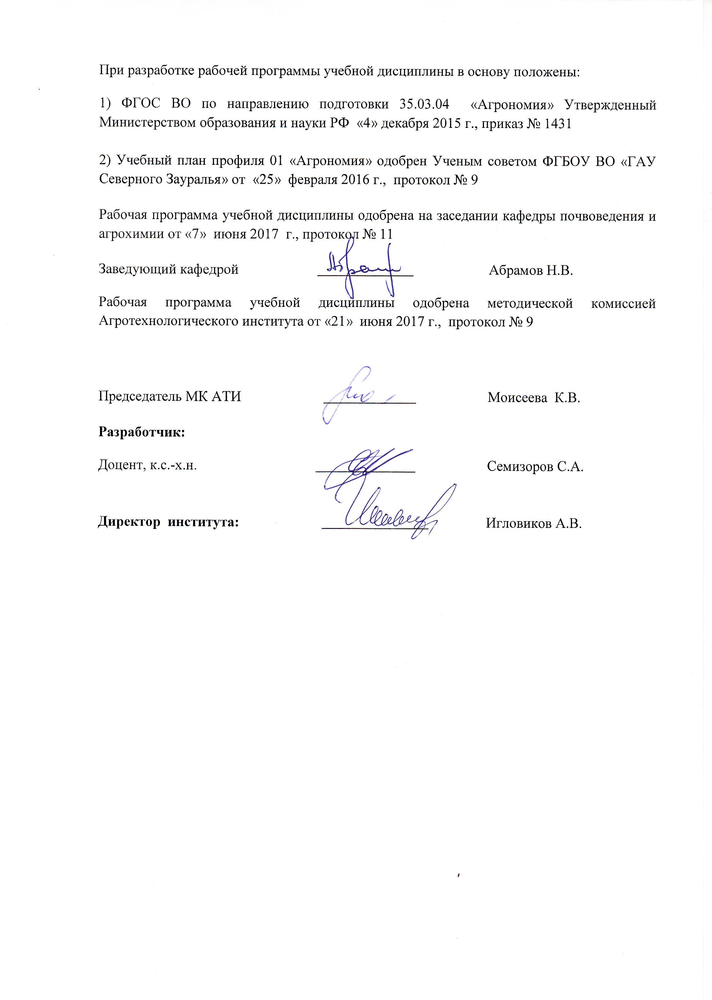 При разработке рабочей программы учебной дисциплины в основу положены:
1) ФГОС ВО по направлению подготовки 35.03.04 «Агрономия» Утвержденный
Министерством образования и науки РФ «4» декабря 2015 г., приказ № 1431
2) Учебный план профиля 01 «Агрономия» одобрен Ученым советом ФГБОУ ВО «ГАУ
Северного Зауралья» от «25» февраля 2016 г., протокол № 9
Рабочая программа учебной дисциплины одобрена на заседании кафедры почвоведения и
агрохимии от «7» июня 2017 г., протокол № 11
Заведующий кафедрой Абрамов Н.В.
Рабочая программа учебной дисциплины одобрена методической комиссией
Агротехнологического института от «21» июня 2017 г., протокол № 9
Председатель МК АТИ Моисеева К.В.
Разработчик:
Доцент, к.с.-х.н. Семизоров С.А.
Директор института: Игловиков А.В.